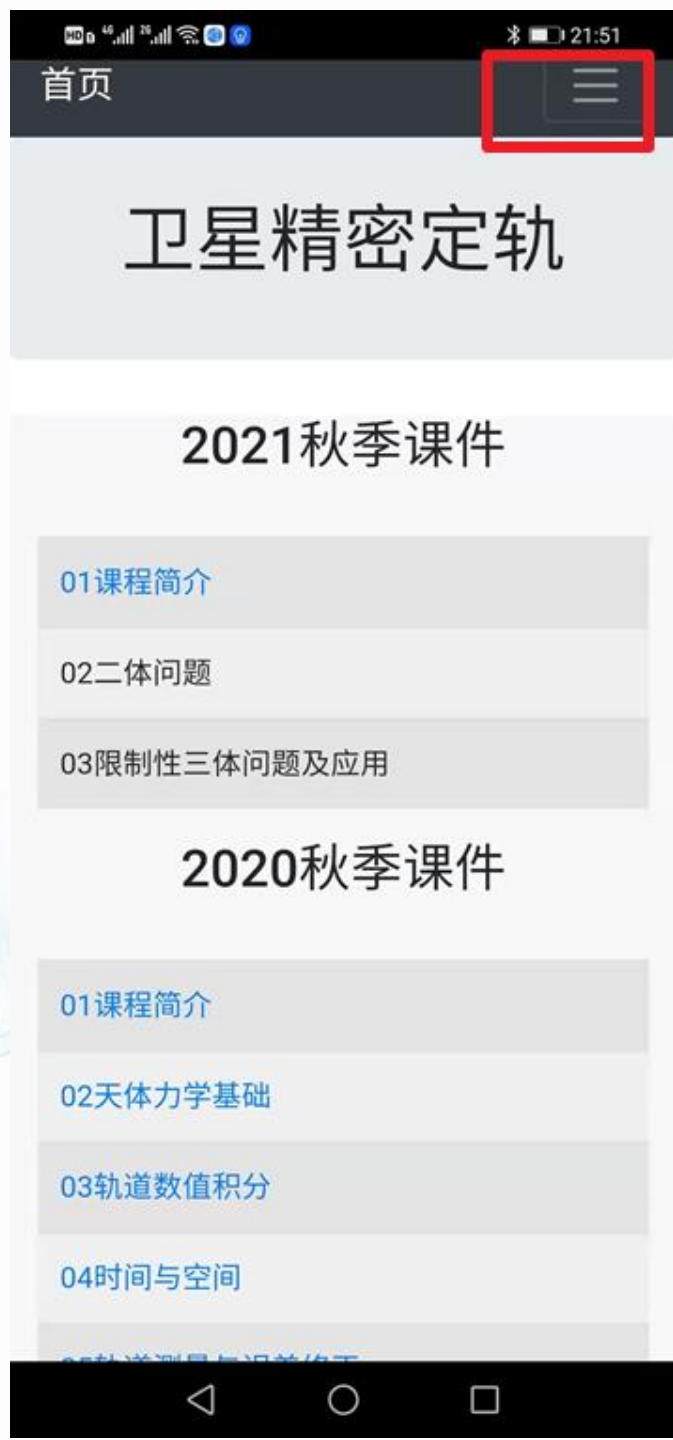 HD 4G 2G 21:51
首页
卫星精密定轨
2021秋季课件
01课程简介
02二体问题
03限制性三体问题及应用
2020秋季课件
01课程简介
02天体力学基础
03轨道数值积分
04时间与空间